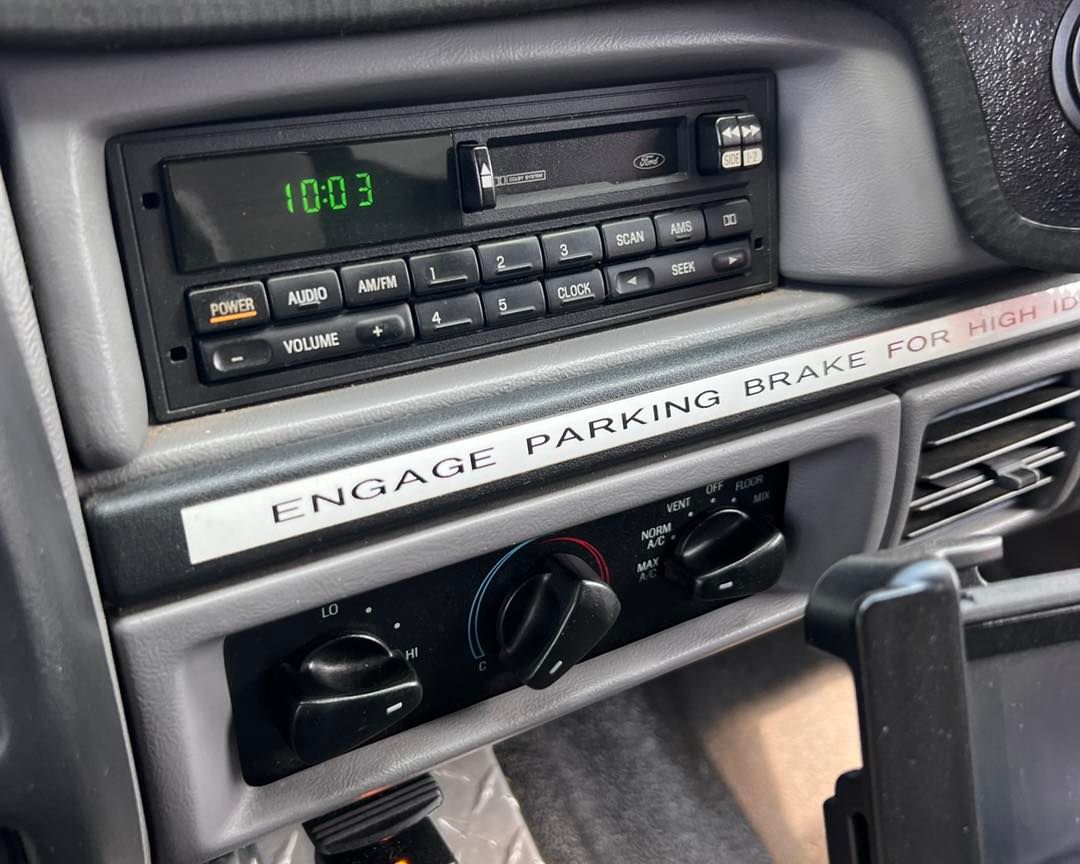 10:03
DOLBY SYSTEM
Ford
SIDE 1-2
POWER AUDIO AM/FM 1 2 3 SCAN AMS
VOLUME 4 5 CLOCK SEEK
- +
ENGAGE PARKING BRAKE FOR HIGH ID
LO
HI
C
MAX A/C
NORM A/C
VENT
OFF
FLOOR
MIX